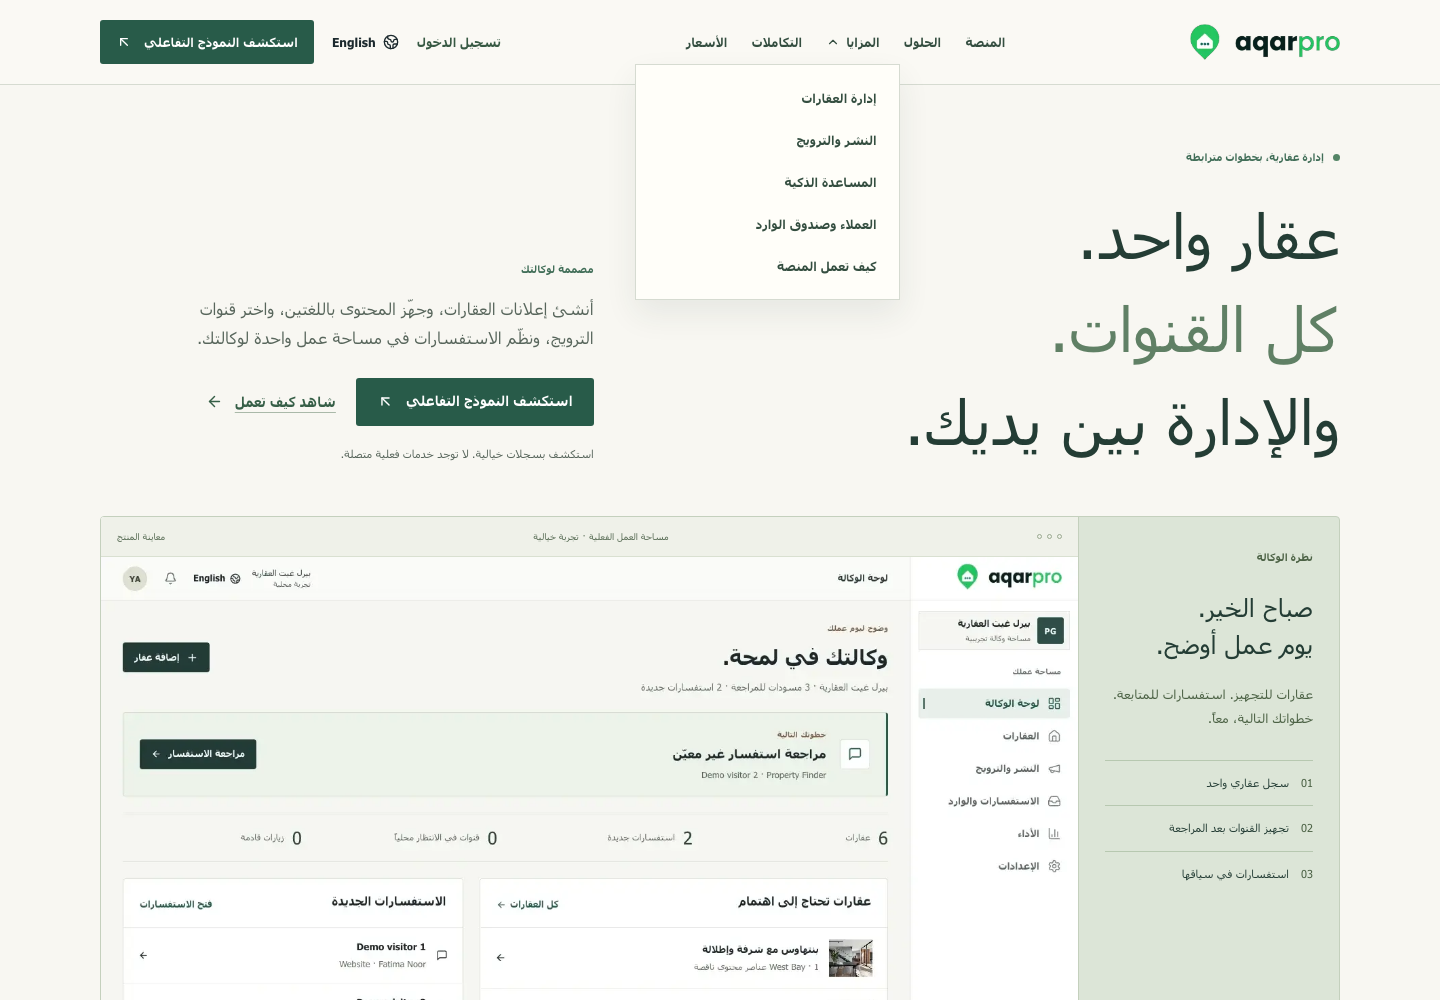 aqarpro
المنصة
الحلول
المزايا
التكاملات
الأسعار
تسجيل الدخول
English
استكشف النموذج التفاعلي
إدارة العقارات
النشر والترويج
المساعدة الذكية
العملاء وصندوق الوارد
كيف تعمل المنصة
إدارة عقارية، بخطوات مترابطة
عقار واحد.
كل القنوات.
والإدارة بين يديك.
مصممة لوكالتك
أنشئ إعلانات العقارات، وجهّز المحتوى باللغتين، واختر قنوات
الترويج، ونظّم الاستفسارات في مساحة عمل واحدة لوكالتك.
استكشف النموذج التفاعلي
شاهد كيف تعمل
استكشف بسجلات خيالية. لا توجد خدمات فعلية متصلة.
نظرة الوكالة
صباح الخير.
يوم عمل أوضح.
عقارات للتجهيز. استفسارات للمتابعة.
خطواتك التالية، معاً.
01 سجل عقاري واحد
02 تجهيز القنوات بعد المراجعة
03 استفسارات في سياقها
مساحة العمل الفعلية · تجربة خيالية
معاينة المنتج
aqarpro
PG
بيرل غيت العقارية
مساحة وكالة تجريبية
مساحة عملك
لوحة الوكالة
العقارات
النشر والترويج
الاستفسارات والوارد
الأداء
الإعدادات
لوحة الوكالة
بيرل غيت العقارية
تجربة محلية
English
YA
وضوح ليوم عملك
وكالتك في لمحة.
بيرل غيت العقارية · 3 مسودات للمراجعة · 2 استفسارات جديدة
إضافة عقار
خطوتك التالية
مراجعة استفسار غير معيّن
Demo visitor 2 · Property Finder
مراجعة الاستفسار
6 عقارات
2 استفسارات جديدة
0 قنوات في الانتظار محلياً
0 زيارات قادمة
عقارات تحتاج إلى اهتمام
كل العقارات
بنتهاوس مع شرفة وإطلالة
West Bay · 1 عناصر محتوى ناقصة
الاستفسارات الجديدة
فتح الاستفسارات
Demo visitor 1
Website · Fatima Noor